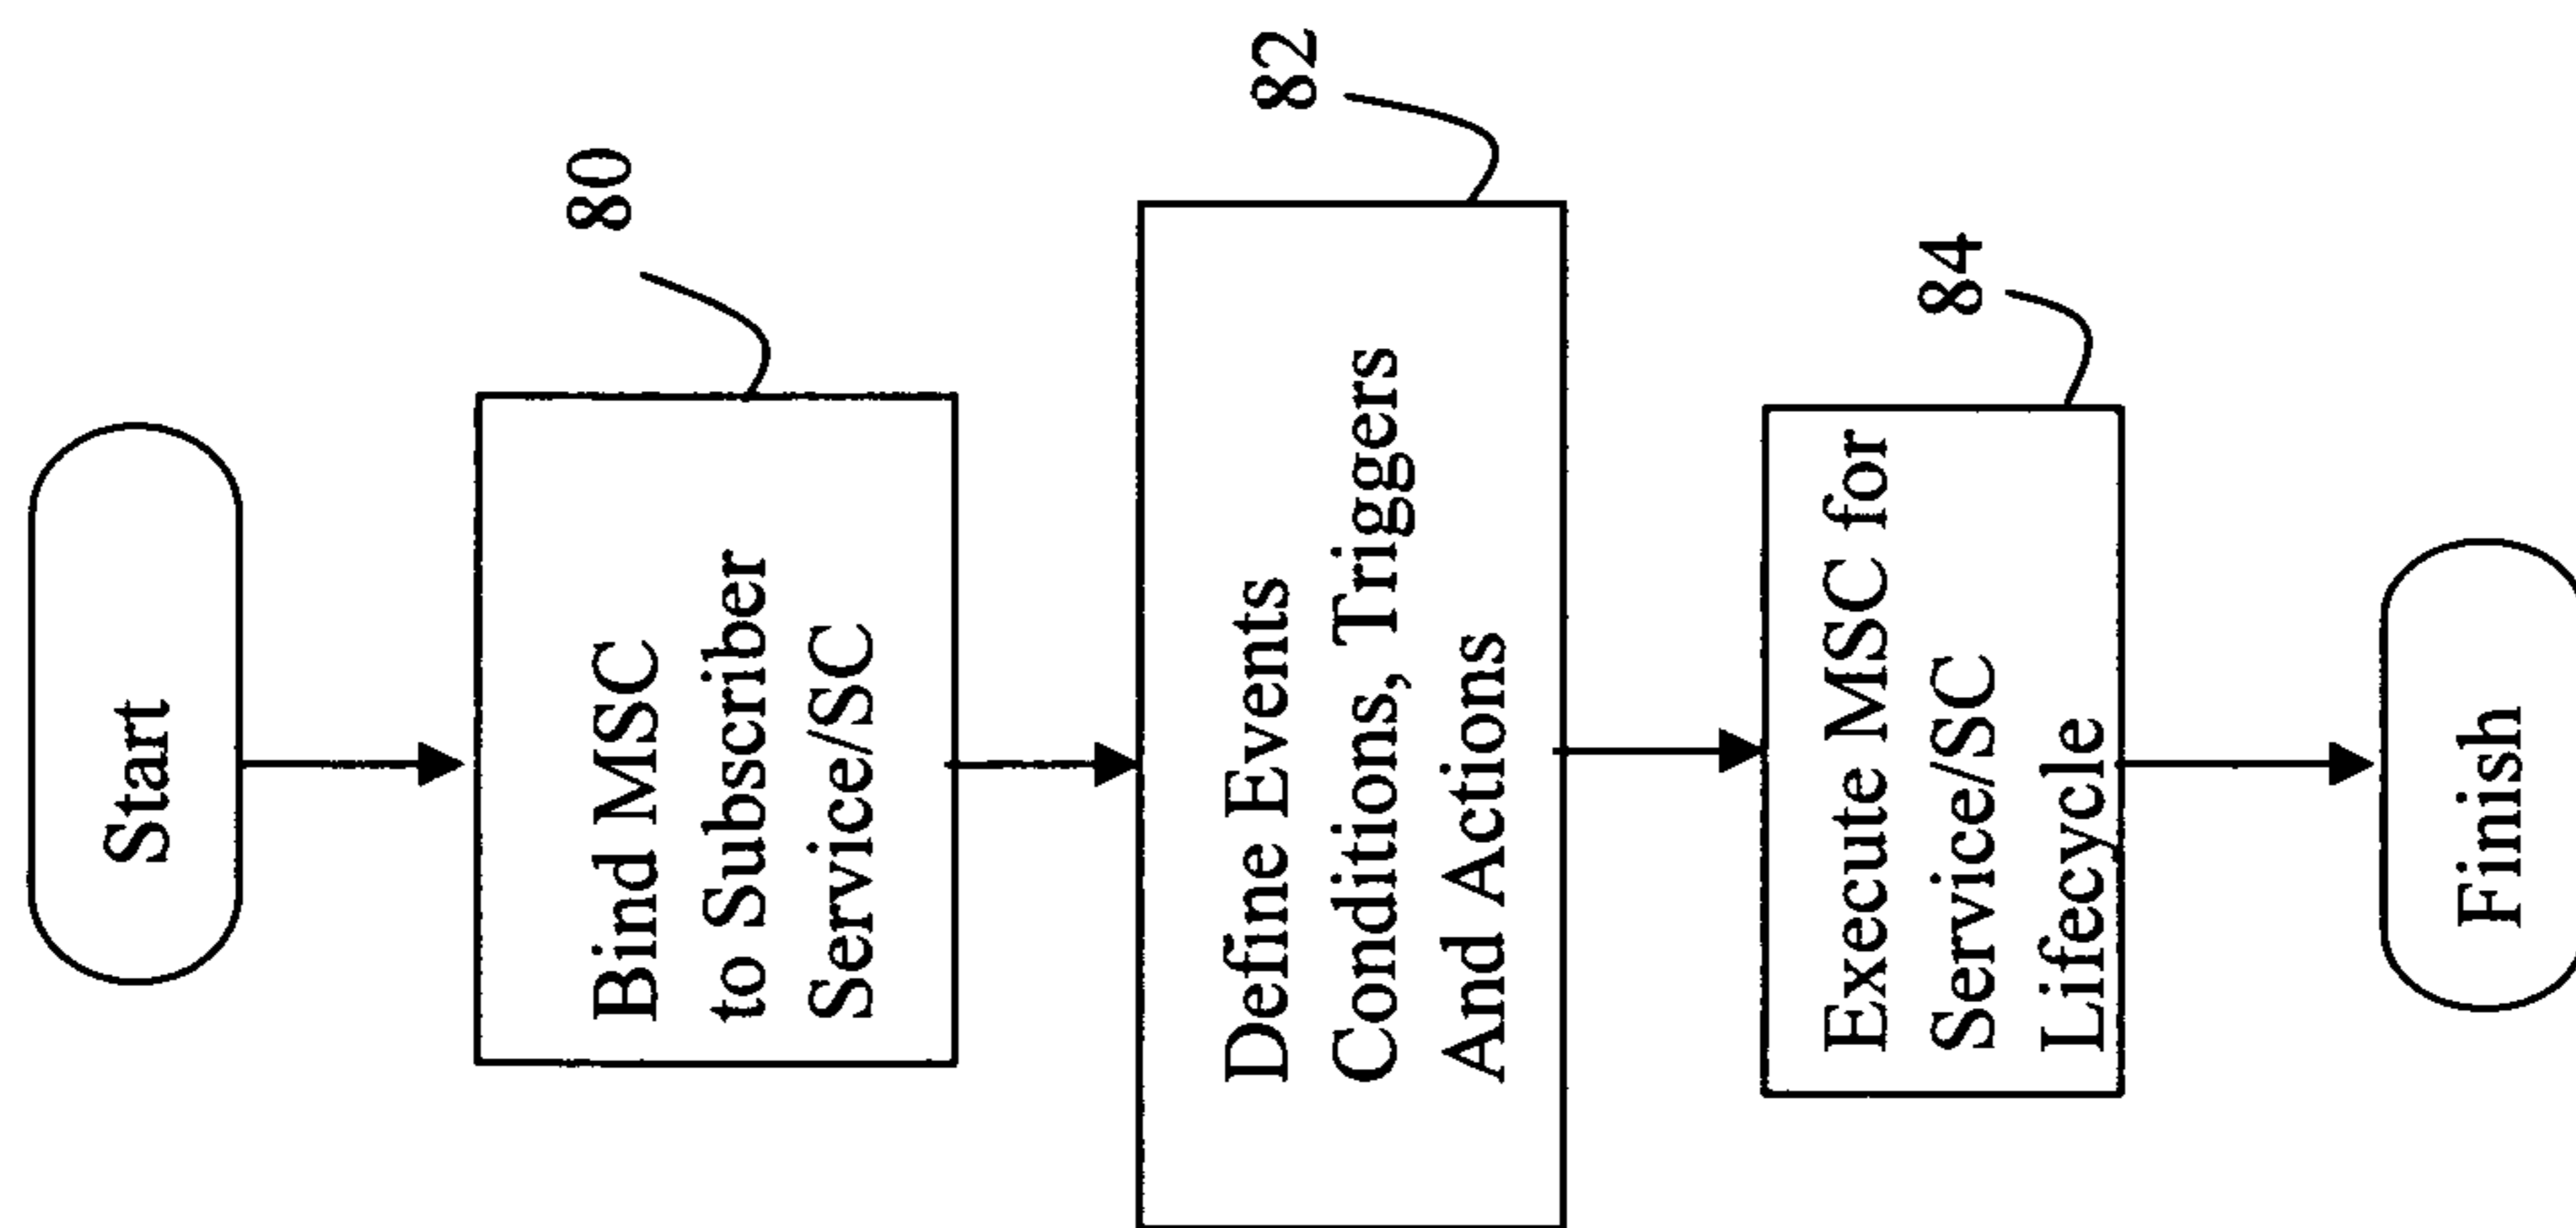 Start
80
Bind MSC
to Subscriber
Service/SC
82
Define Events
Conditions, Triggers
And Actions
84
Execute MSC for
Service/SC
Lifecycle
Finish